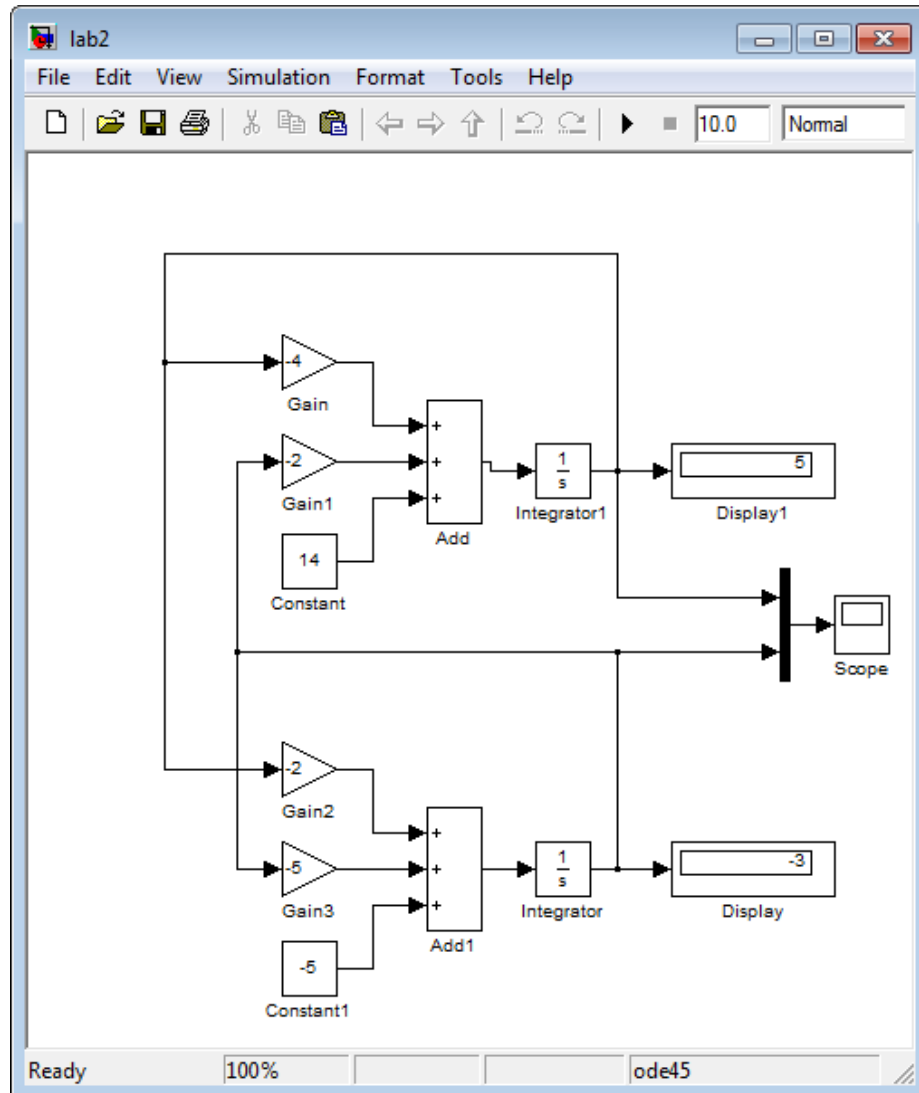 lab2
File Edit View Simulation Format Tools Help
10.0 Normal
-4
Gain
+
-2
+
Gain1
+
1
s
5
Integrator1
Display1
Add
14
Constant
Scope
-2
Gain2
+
-5
+
Gain3
+
1
s
-3
Integrator
Display
Add1
-5
Constant1
Ready 100% ode45